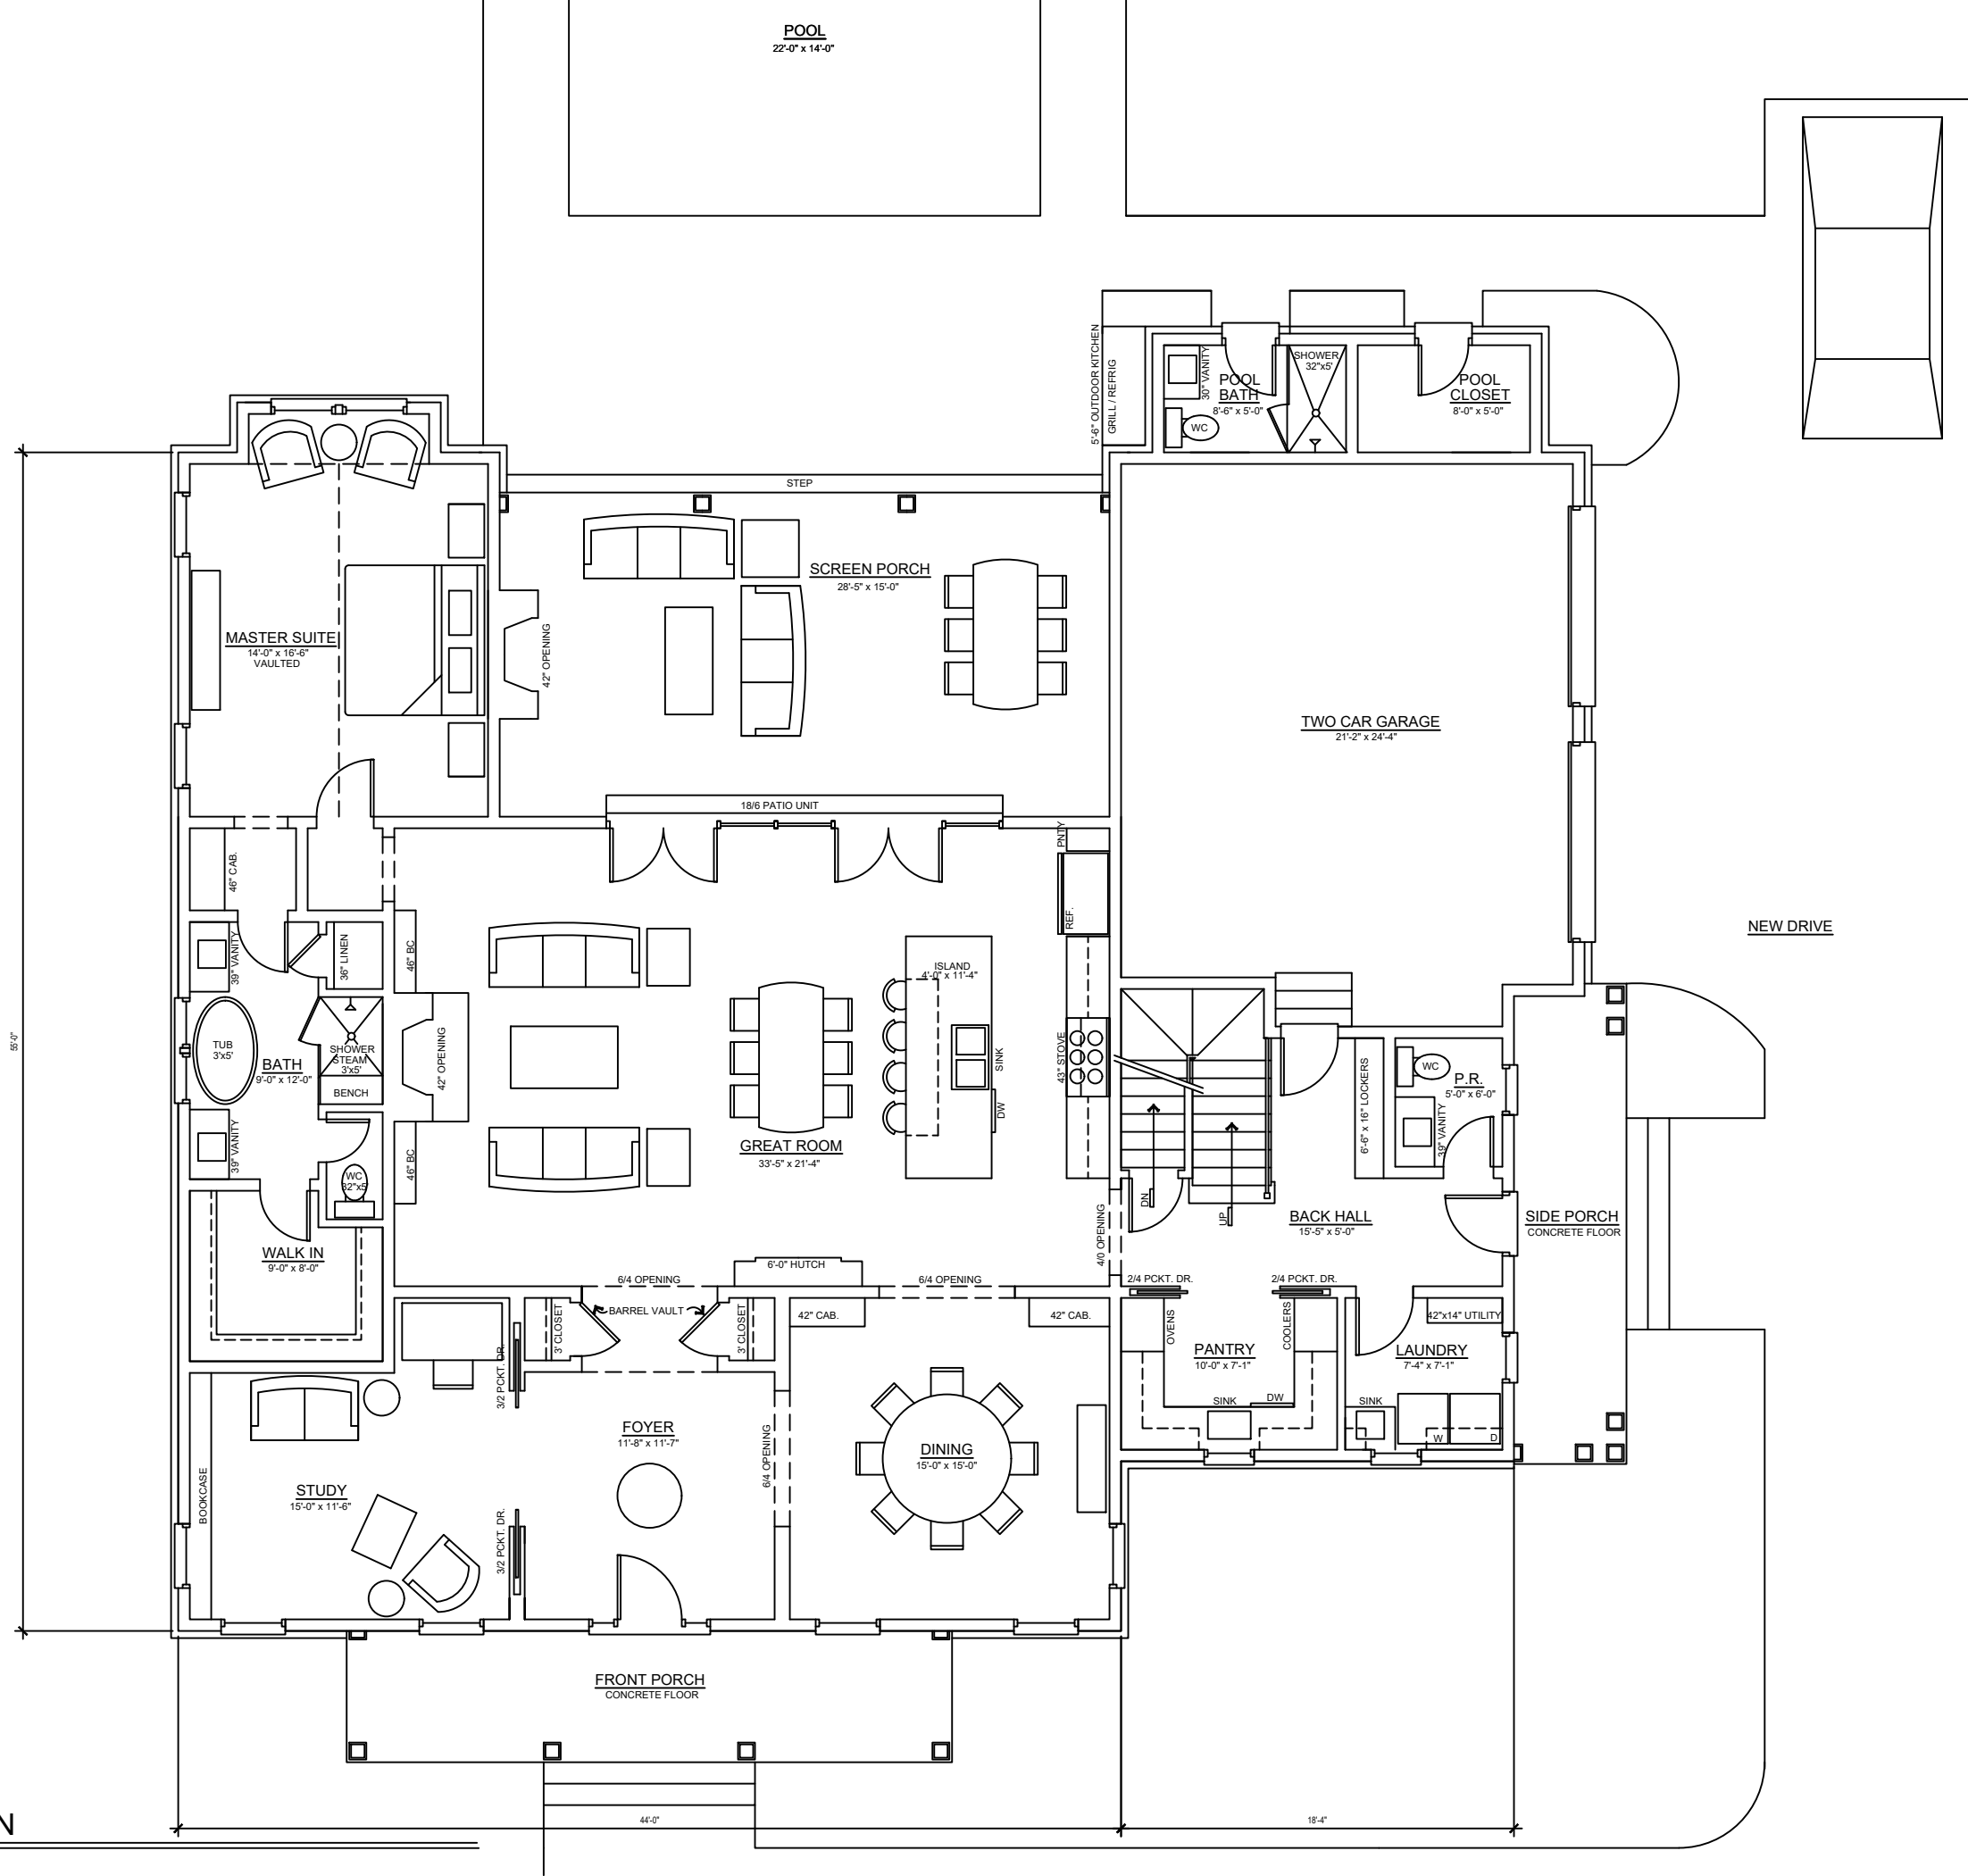 POOL
22'-0" x 14'-0"
5'-6" OUTDOOR KITCHEN
GRILL / REFRIG
30" VANITY
SHOWER
32"x5'
POOL
BATH
8'-6" x 5'-0"
WC
POOL
CLOSET
8'-0" x 5'-0"
STEP
SCREEN PORCH
28'-5" x 15'-0"
MASTER SUITE
14'-0" x 16'-6"
VAULTED
42" OPENING
TWO CAR GARAGE
21'-2" x 24'-4"
18/6 PATIO UNIT
PNTY
46" CAB.
REF.
NEW DRIVE
39" VANITY
36" LINEN
46" BC
ISLAND
4'-0" x 11'-4"
55'-0"
TUB
3'x5'
BATH
9'-0" x 12'-0"
SHOWER
STEAM
3'x5'
BENCH
42" OPENING
SINK
DW
43" STOVE
6'-6" x 16" LOCKERS
WC
P.R.
5'-0" x 6'-0"
39" VANITY
39" VANITY
46" BC
GREAT ROOM
33'-5" x 21'-4"
WC
32"x5'
DN
UP
BACK HALL
15'-5" x 5'-0"
SIDE PORCH
CONCRETE FLOOR
WALK IN
9'-0" x 8'-0"
4/0 OPENING
6'-0" HUTCH
6/4 OPENING
6/4 OPENING
2/4 PCKT. DR.
2/4 PCKT. DR.
3' CLOSET
BARREL VAULT
3' CLOSET
42" CAB.
42" CAB.
OVENS
COOLERS
42"x14" UTILITY
PANTRY
10'-0" x 7'-1"
LAUNDRY
7'-4" x 7'-1"
3/2 PCKT. DR.
SINK
DW
SINK
W
D
FOYER
11'-8" x 11'-7"
6/4 OPENING
DINING
15'-0" x 15'-0"
BOOKCASE
STUDY
15'-0" x 11'-6"
3/2 PCKT. DR.
FRONT PORCH
CONCRETE FLOOR
44'-0"
18'-4"
N